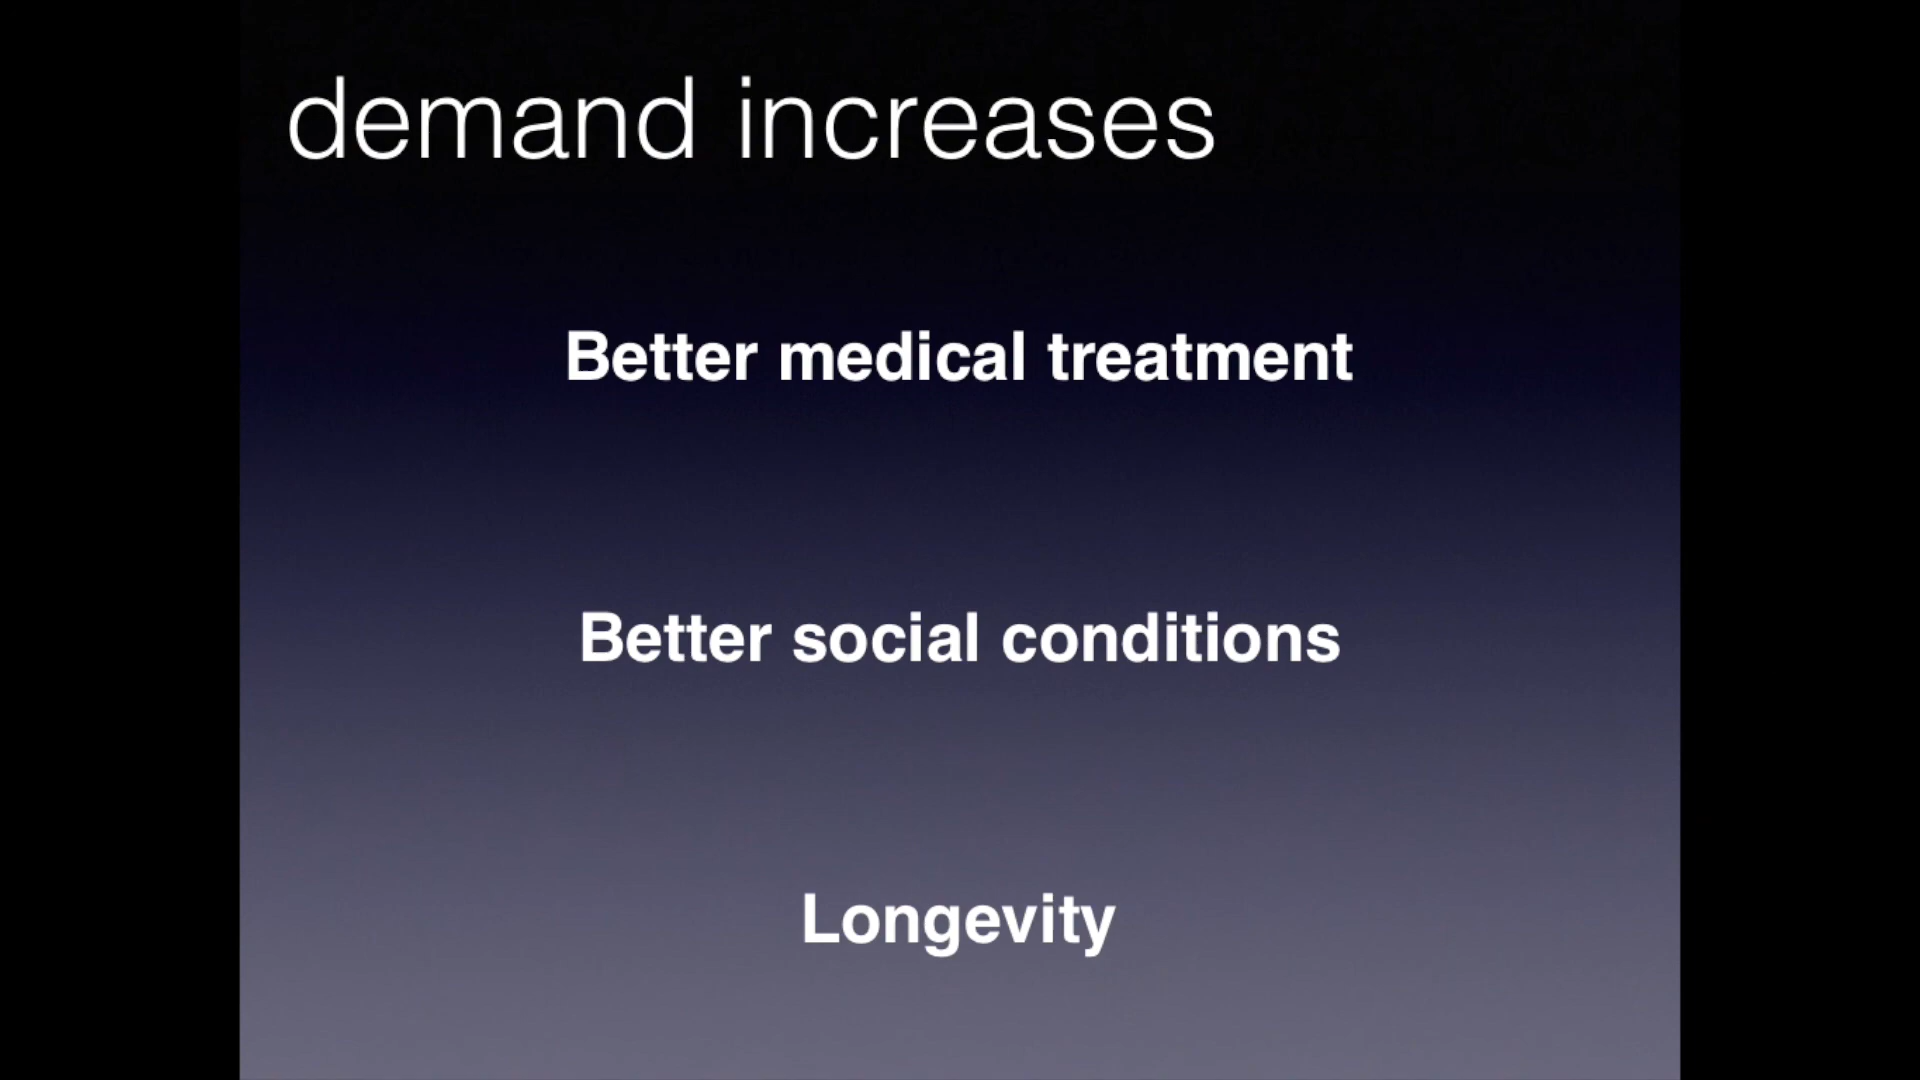 demand increases
Better medical treatment
Better social conditions
Longevity